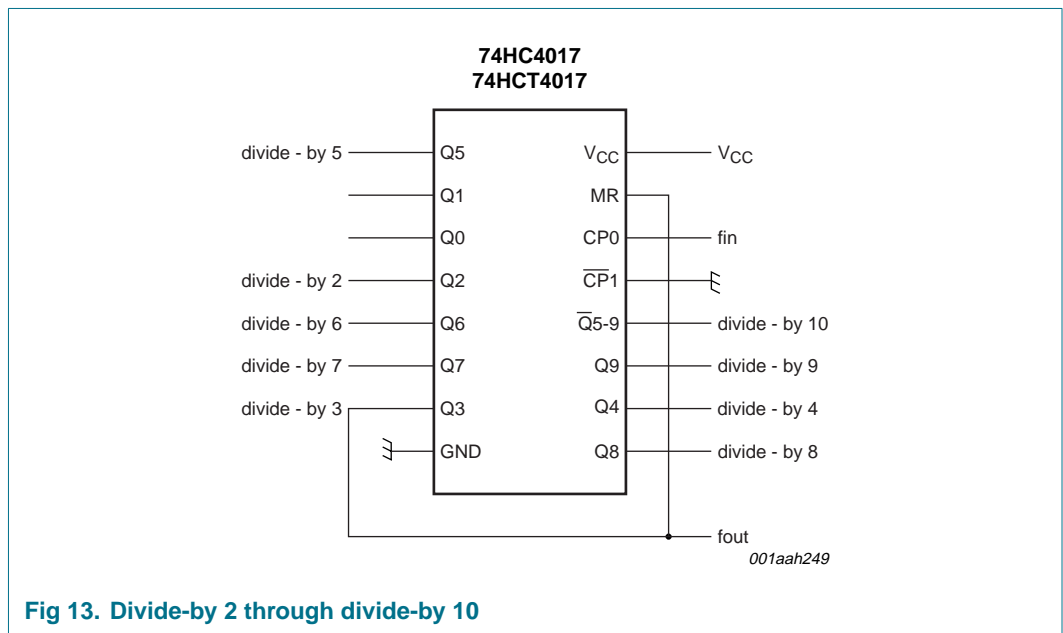 74HC4017
74HCT4017
divide - by 5 Q5 VCC VCC
Q1 MR
Q0 CP0 fin
divide - by 2 Q2 CP1
divide - by 6 Q6 Q5-9 divide - by 10
divide - by 7 Q7 Q9 divide - by 9
divide - by 3 Q3 Q4 divide - by 4
GND Q8 divide - by 8
fout
001aah249
Fig 13. Divide-by 2 through divide-by 10